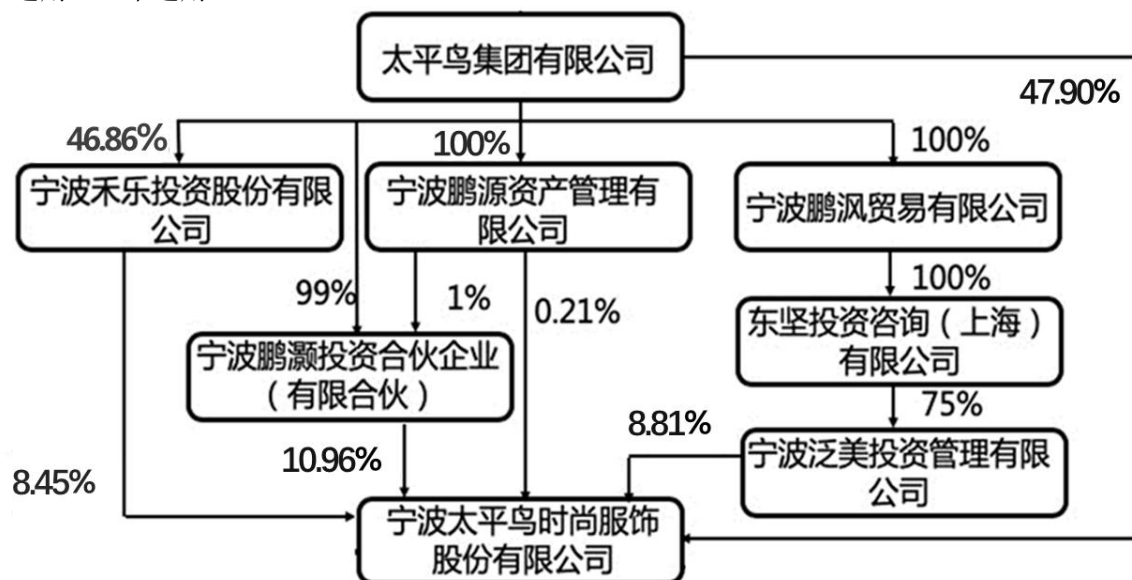 太平鸟集团有限公司
47.90%
46.86%
100%
100%
宁波禾乐投资股份有限
公司
宁波鹏源资产管理有
限公司
宁波鹏沨贸易有限公司
99%
1%
0.21%
100%
宁波鹏灏投资合伙企业
（有限合伙）
东坚投资咨询（上海）
有限公司
75%
8.81%
10.96%
8.45%
宁波泛美投资管理有限
公司
宁波太平鸟时尚服饰
股份有限公司